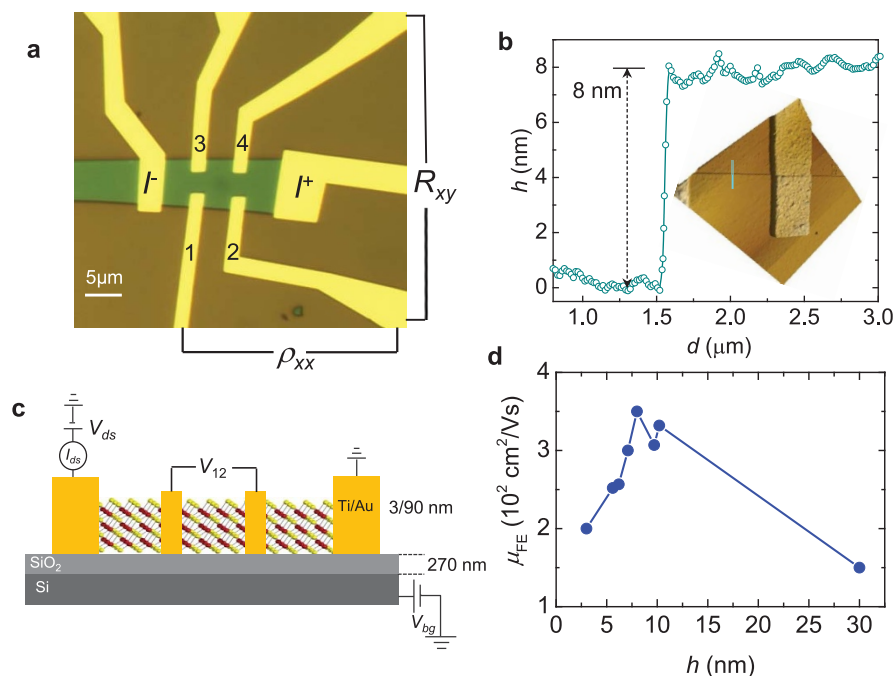 a
I-
3
4
I+
1
2
5μm
Rxy
ρxx
b
8
6
4
2
0
h (nm)
8 nm
1.0 1.5 2.0 2.5 3.0
d (μm)
c
Vds
Ids
V12
Ti/Au
3/90 nm
SiO2
270 nm
Si
Vbg
d
4
3
2
1
μFE (10² cm²/Vs)
0 5 10 15 20 25 30
h (nm)